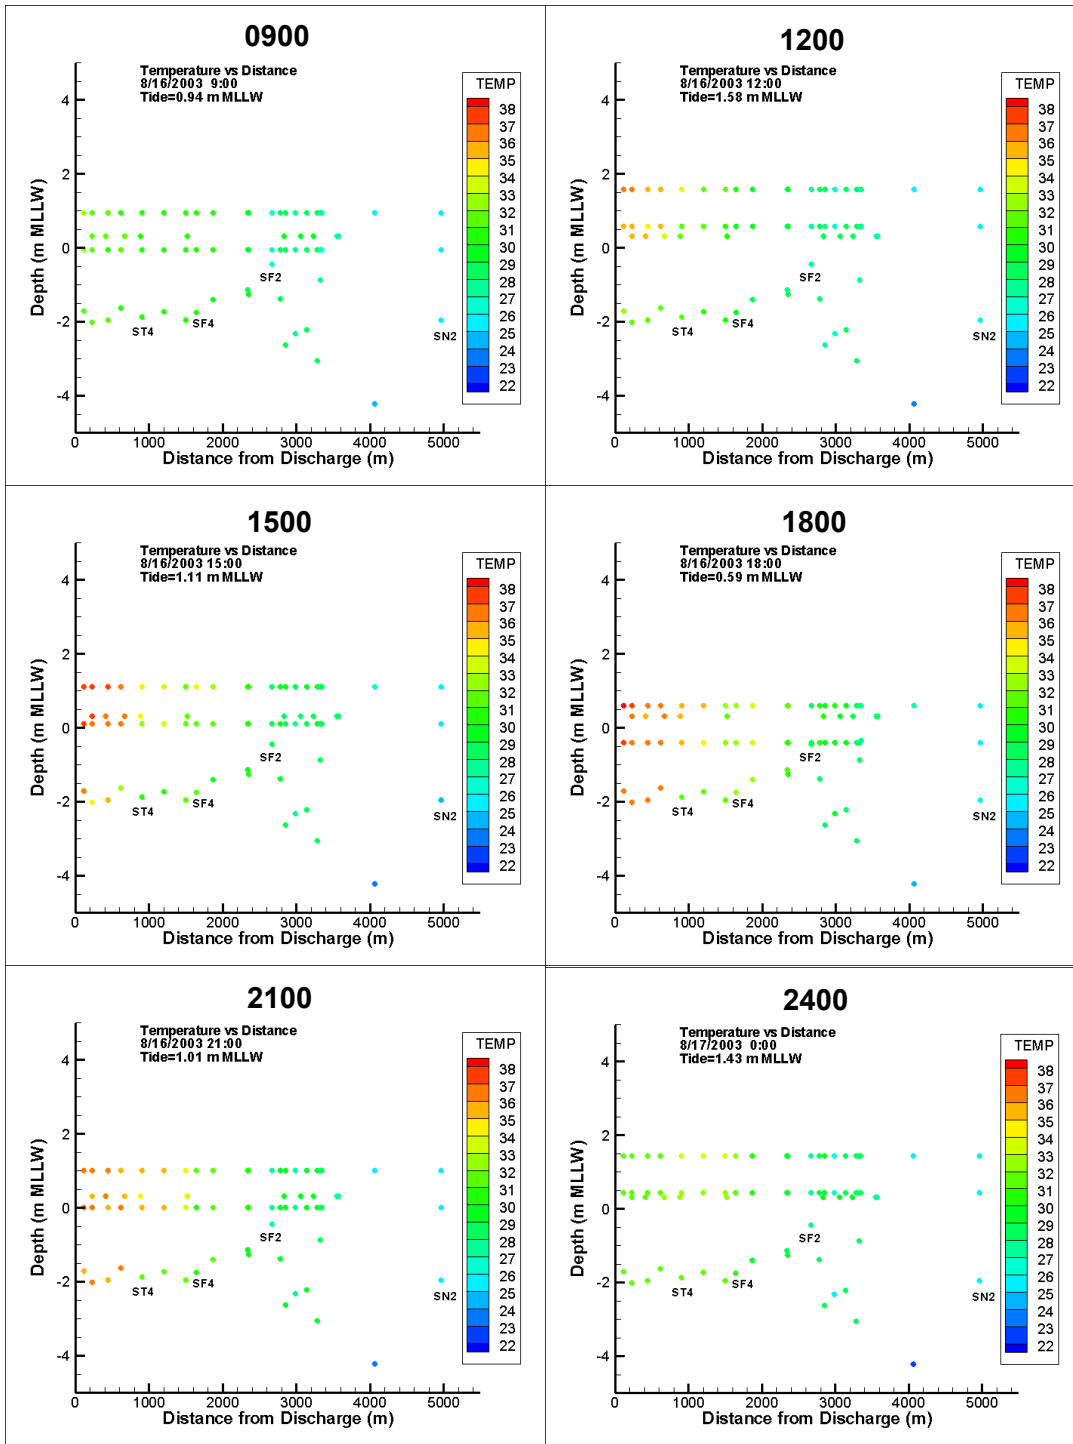 0900
Temperature vs Distance
8/16/2003 9:00
Tide=0.94 m MLLW
TEMP
38
37
36
35
34
33
32
31
30
29
28
27
26
25
24
23
22
4
2
0
-2
-4
Depth (m MLLW)
SF2
ST4
SF4
SN2
0 1000 2000 3000 4000 5000
Distance from Discharge (m)
1200
Temperature vs Distance
8/16/2003 12:00
Tide=1.58 m MLLW
TEMP
38
37
36
35
34
33
32
31
30
29
28
27
26
25
24
23
22
4
2
0
-2
-4
Depth (m MLLW)
SF2
ST4
SF4
SN2
0 1000 2000 3000 4000 5000
Distance from Discharge (m)
1500
Temperature vs Distance
8/16/2003 15:00
Tide=1.11 m MLLW
TEMP
38
37
36
35
34
33
32
31
30
29
28
27
26
25
24
23
22
4
2
0
-2
-4
Depth (m MLLW)
SF2
ST4
SF4
SN2
0 1000 2000 3000 4000 5000
Distance from Discharge (m)
1800
Temperature vs Distance
8/16/2003 18:00
Tide=0.59 m MLLW
TEMP
38
37
36
35
34
33
32
31
30
29
28
27
26
25
24
23
22
4
2
0
-2
-4
Depth (m MLLW)
SF2
ST4
SF4
SN2
0 1000 2000 3000 4000 5000
Distance from Discharge (m)
2100
Temperature vs Distance
8/16/2003 21:00
Tide=1.01 m MLLW
TEMP
38
37
36
35
34
33
32
31
30
29
28
27
26
25
24
23
22
4
2
0
-2
-4
Depth (m MLLW)
SF2
ST4
SF4
SN2
0 1000 2000 3000 4000 5000
Distance from Discharge (m)
2400
Temperature vs Distance
8/17/2003 0:00
Tide=1.43 m MLLW
TEMP
38
37
36
35
34
33
32
31
30
29
28
27
26
25
24
23
22
4
2
0
-2
-4
Depth (m MLLW)
SF2
ST4
SF4
SN2
0 1000 2000 3000 4000 5000
Distance from Discharge (m)